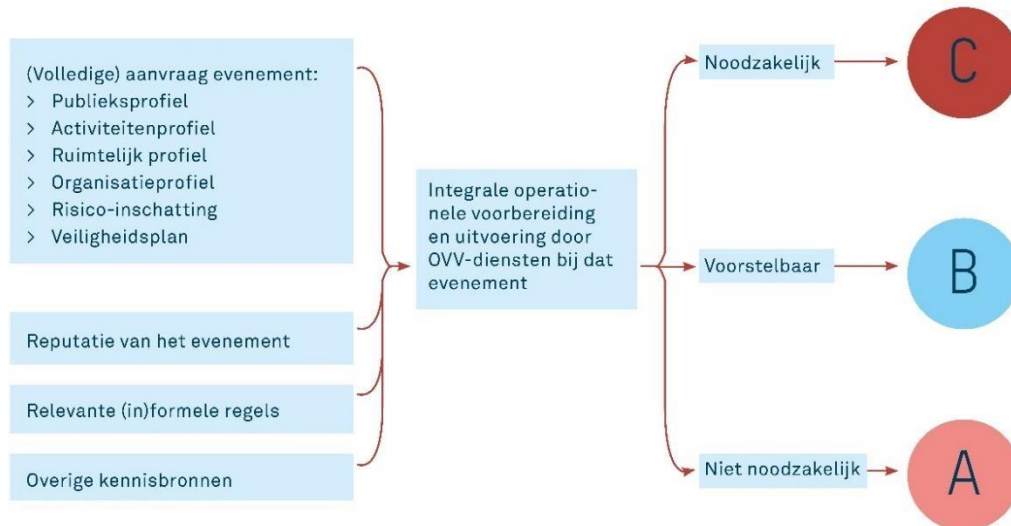 (Volledige) aanvraag evenement:
> Publieksprofiel
> Activiteitenprofiel
> Ruimtelijk profiel
> Organisatieprofiel
> Risico-inschatting
> Veiligheidsplan
Reputatie van het evenement
Relevante (in)formele regels
Overige kennisbronnen
Integrale operatio-
nele voorbereiding
en uitvoering door
OVV-diensten bij dat
evenement
Noodzakelijk
C
Voorstelbaar
B
Niet noodzakelijk
A